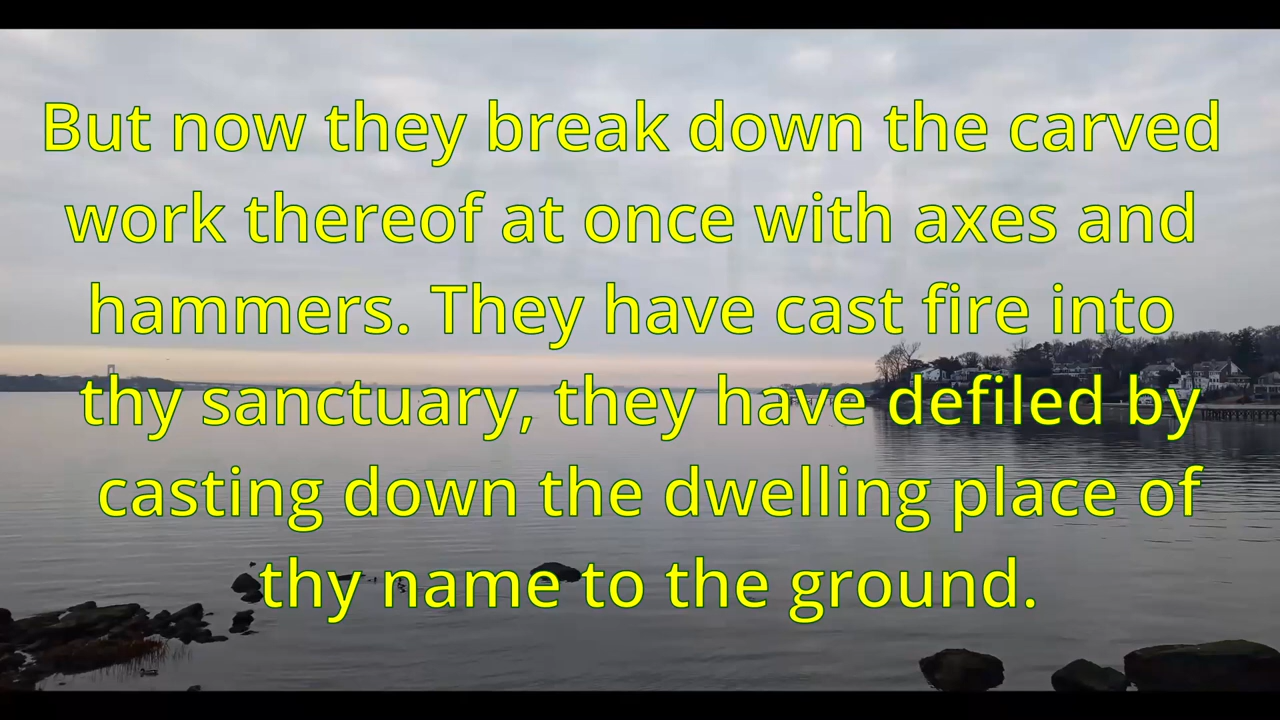 But now they break down the carved
work thereof at once with axes and
hammers. They have cast fire into
thy sanctuary, they have defiled by
casting down the dwelling place of
thy name to the ground.